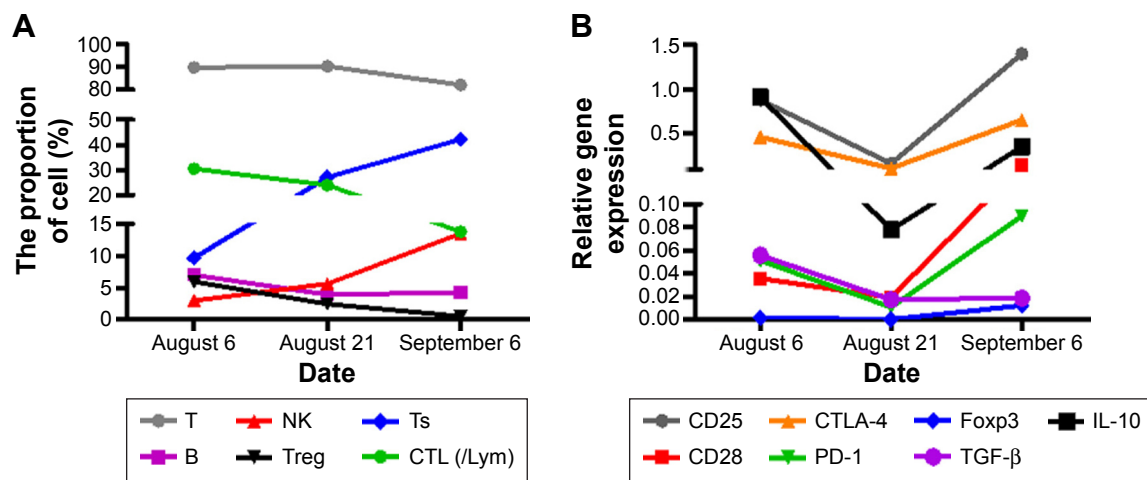 A
The proportion
of cell (%)
100
90
80
50
40
30
20
15
10
5
0
August 6
August 21
September 6
Date
T
NK
Ts
B
Treg
CTL (/Lym)
B
Relative gene
expression
1.5
1.0
0.5
0.10
0.08
0.06
0.04
0.02
0.00
August 6
August 21
September 6
Date
CD25
CTLA-4
Foxp3
IL-10
CD28
PD-1
TGF-β